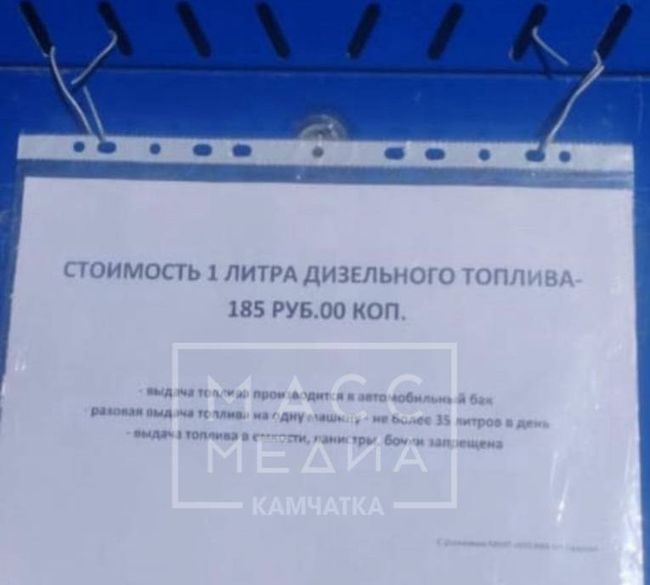 СТОИМОСТЬ 1 ЛИТРА ДИЗЕЛЬНОГО ТОПЛИВА-
185 РУБ.00 КОП.
- выдача топлива производится в автомобильный бак
- разовая выдача топлива на одну машину - не более 35 литров в день
- выдача топлива в емкости, канистры, бочки запрещена
МАСС
МЕДИА
КАМЧАТКА